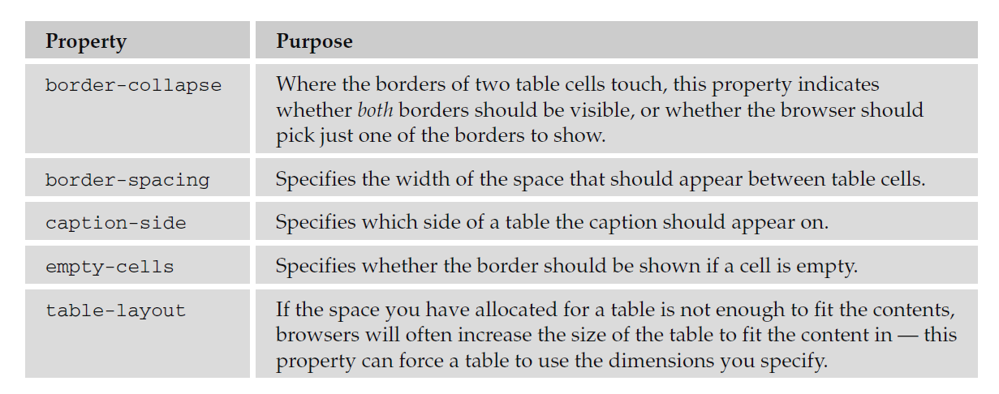 Property Purpose
border-collapse Where the borders of two table cells touch, this property indicates
whether both borders should be visible, or whether the browser should
pick just one of the borders to show.
border-spacing Specifies the width of the space that should appear between table cells.
caption-side Specifies which side of a table the caption should appear on.
empty-cells Specifies whether the border should be shown if a cell is empty.
table-layout If the space you have allocated for a table is not enough to fit the contents,
browsers will often increase the size of the table to fit the content in — this
property can force a table to use the dimensions you specify.